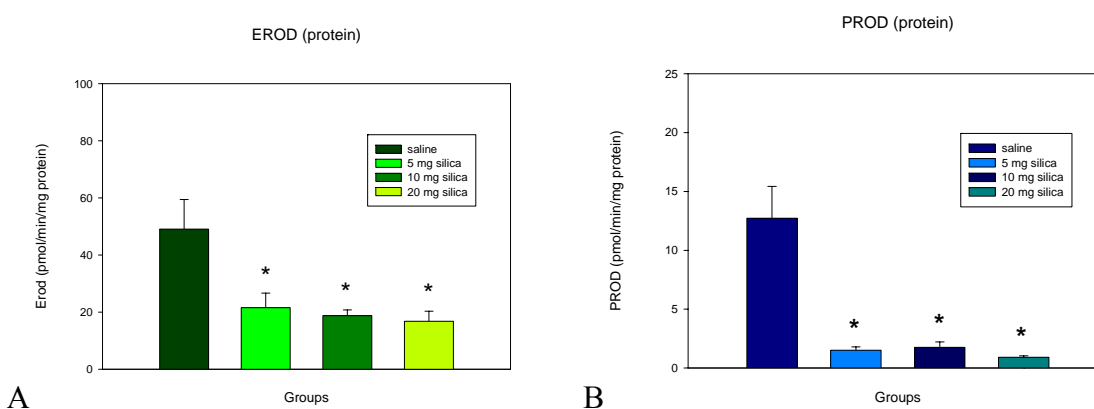 EROD (protein)
100
80
60
40
20
0
Erod (pmol/min/mg protein)
saline
5 mg silica
10 mg silica
20 mg silica
*
*
*
Groups
A
PROD (protein)
25
20
15
10
5
0
PROD (pmol/min/mg protein)
saline
5 mg silica
10 mg silica
20 mg silica
*
*
*
Groups
B